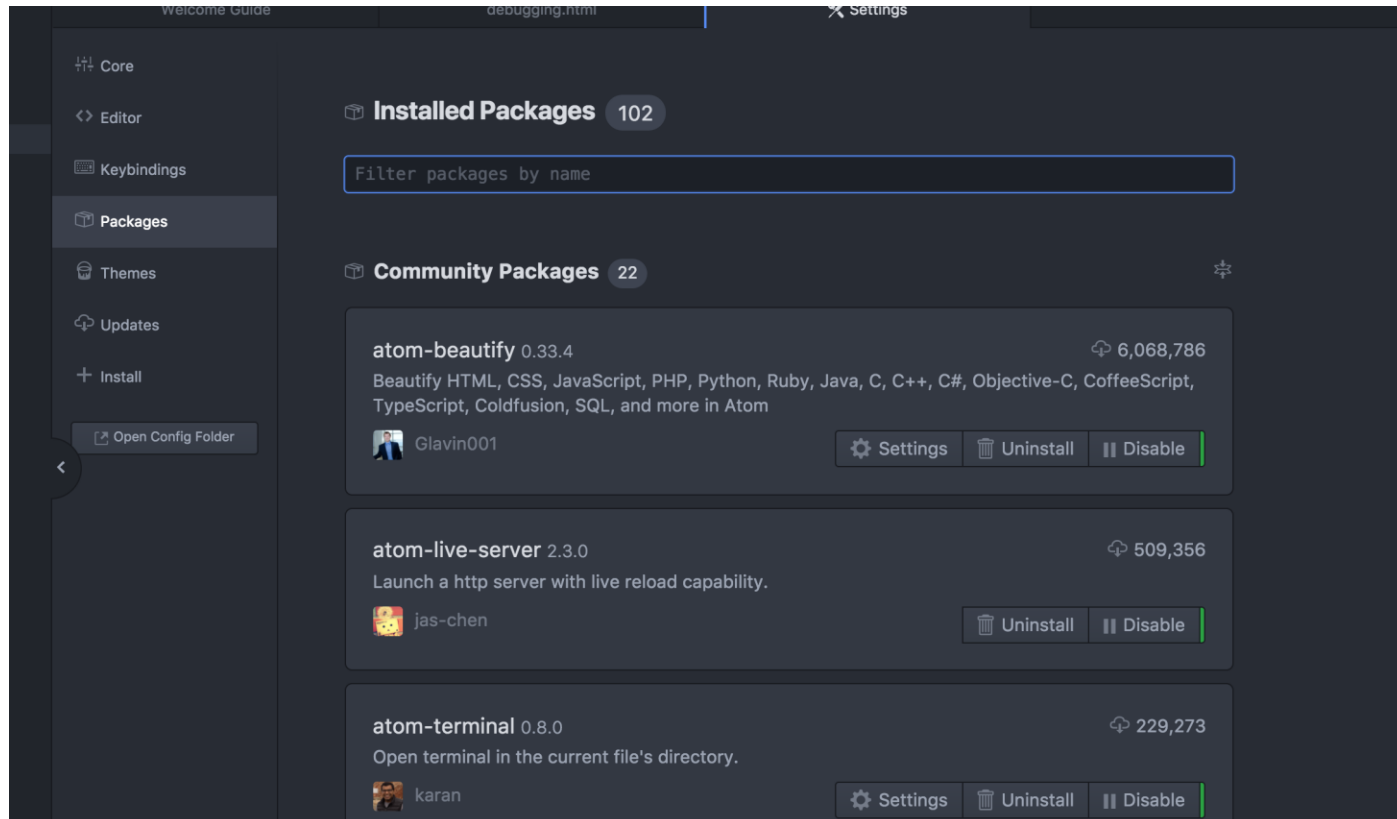 Welcome Guide
debugging.html
Settings
Core
Editor
Keybindings
Packages
Themes
Updates
Install
Open Config Folder
Installed Packages 102
Filter packages by name
Community Packages 22
atom-beautify 0.33.4
6,068,786
Beautify HTML, CSS, JavaScript, PHP, Python, Ruby, Java, C, C++, C#, Objective-C, CoffeeScript,
TypeScript, Coldfusion, SQL, and more in Atom
Glavin001
Settings Uninstall Disable
atom-live-server 2.3.0
509,356
Launch a http server with live reload capability.
jas-chen
Uninstall Disable
atom-terminal 0.8.0
229,273
Open terminal in the current file's directory.
karan
Settings Uninstall Disable